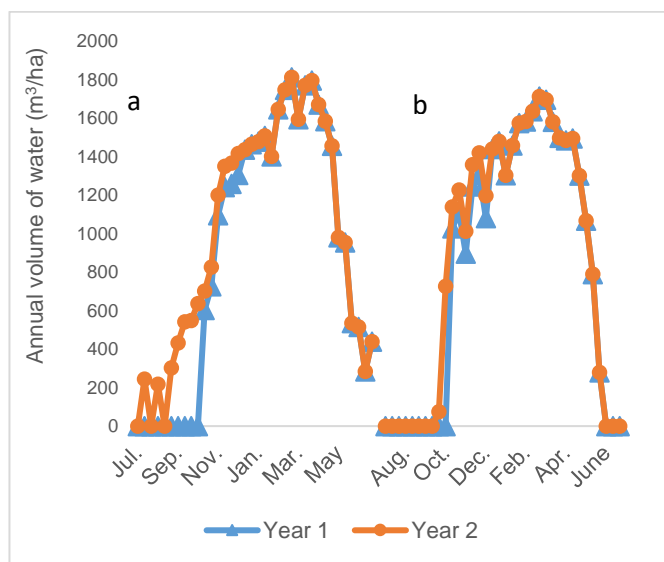 Annual volume of water (m³/ha)
2000
1800
1600
1400
1200
1000
800
600
400
200
0
a
b
Jul. Sep. Nov. Jan. Mar. May Aug. Oct. Dec. Feb. Apr. June
Year 1 Year 2